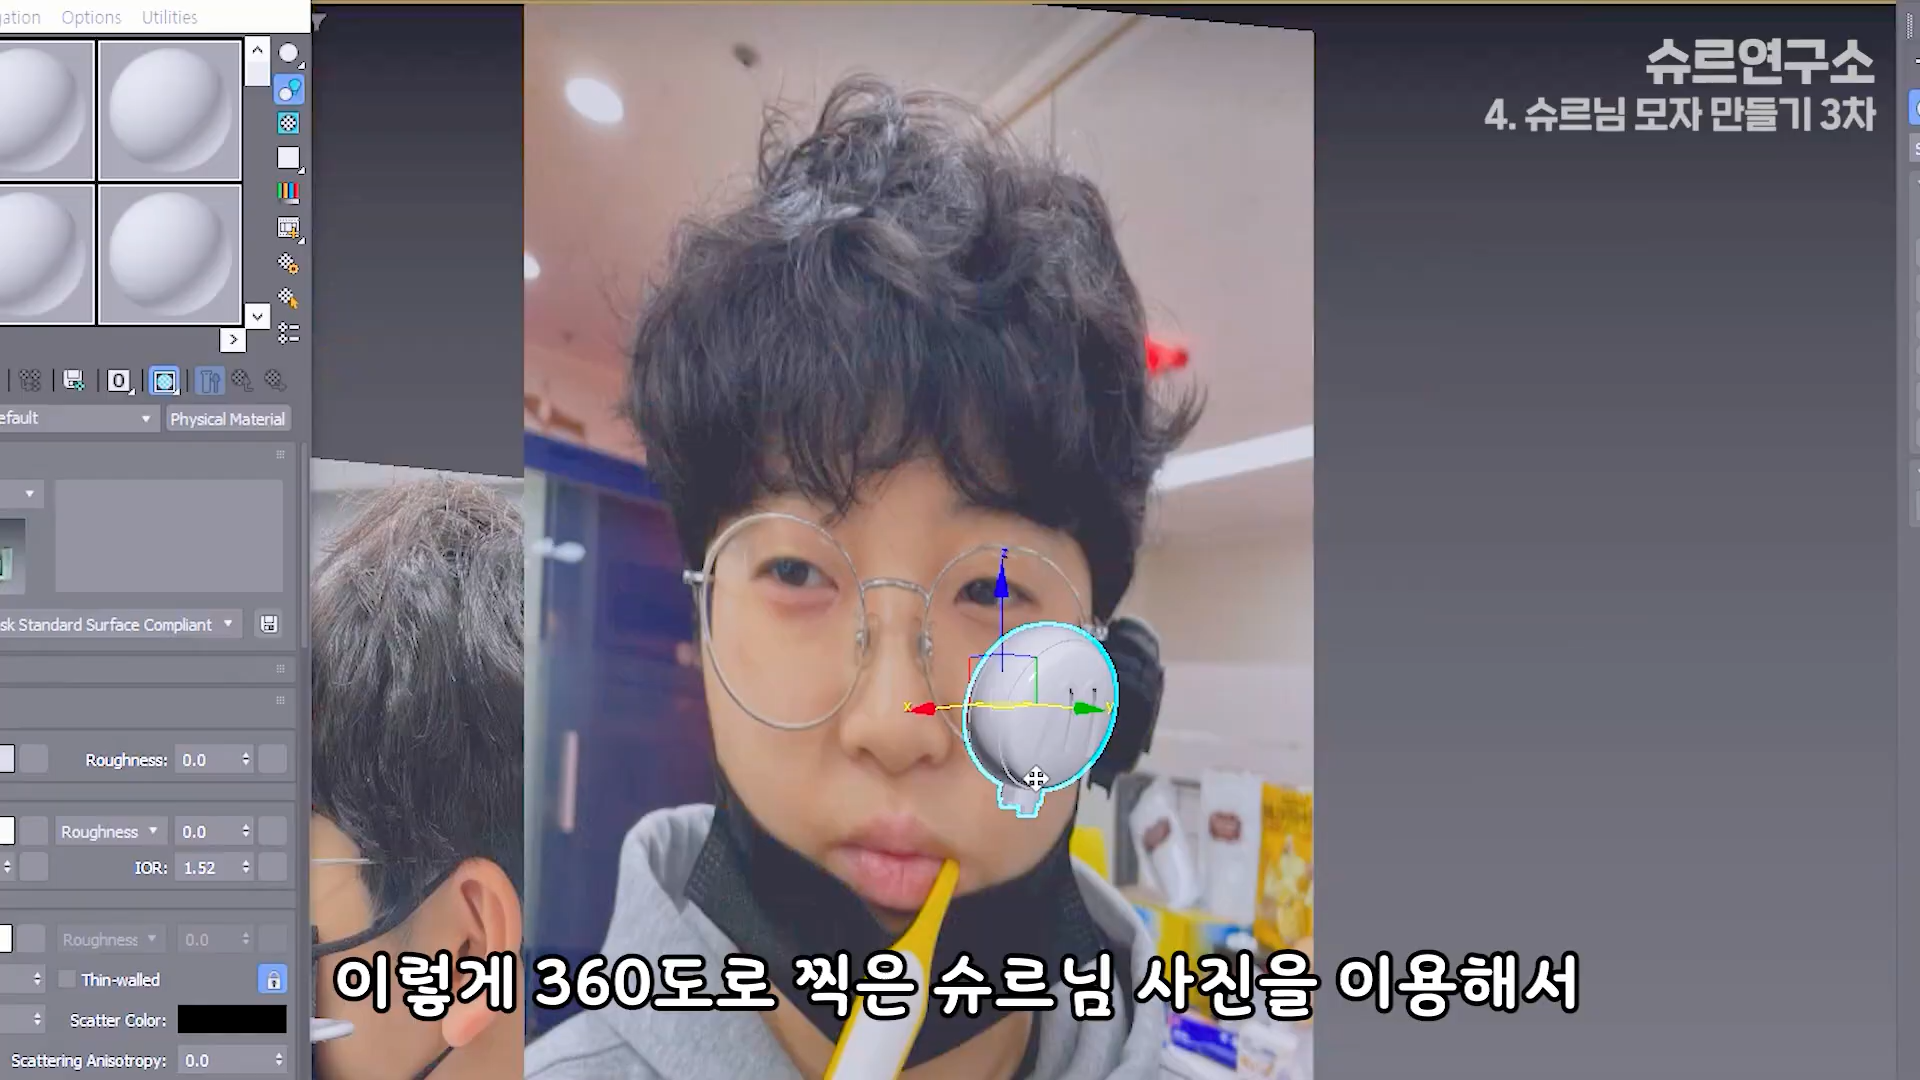 gation Options Utilities
슈르연구소
4. 슈르님 모자 만들기 3차
0
efault
Physical Material
sk Standard Surface Compliant
Roughness: 0.0
Roughness 0.0
IOR: 1.52
Roughness 0.0
Thin-walled
Scatter Color:
Scattering Anisotropy: 0.0
z
x
y
이렇게 360도로 찍은 슈르님 사진을 이용해서